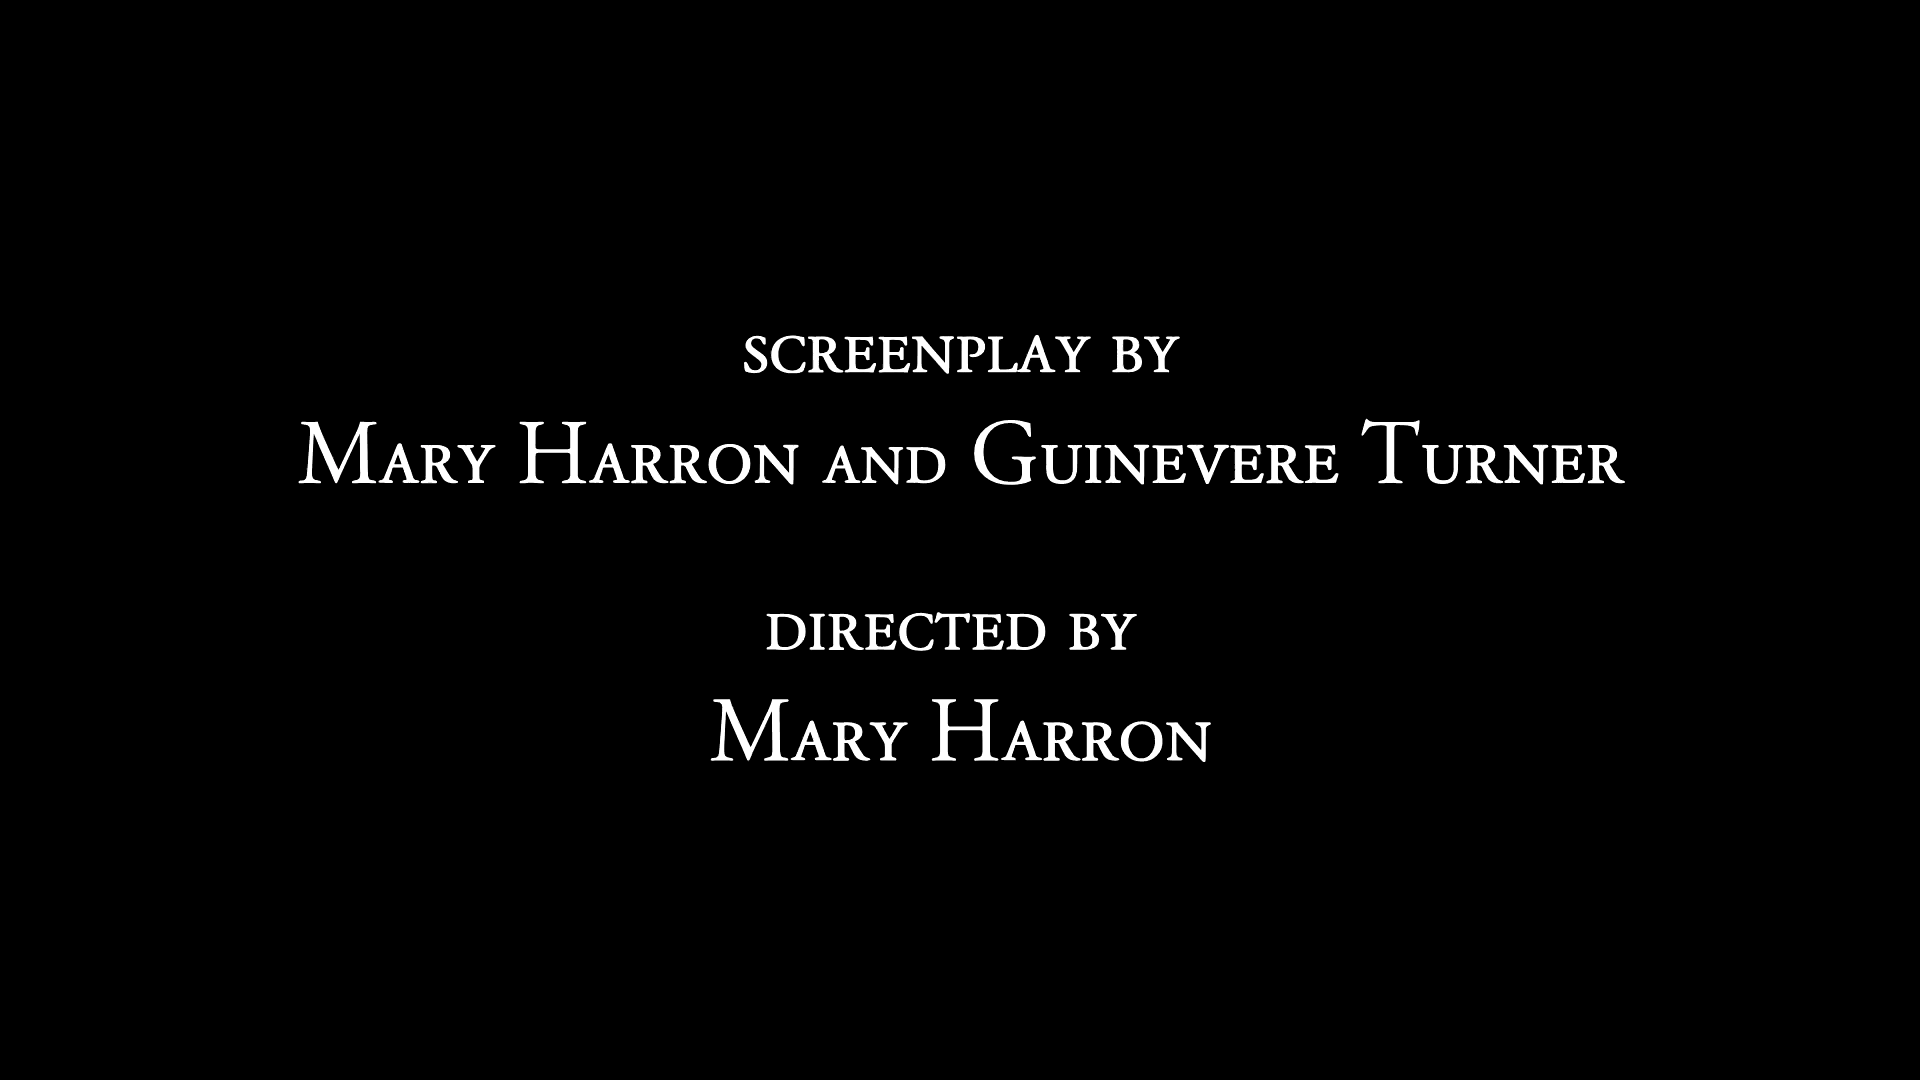 SCREENPLAY BY
MARY HARRON AND GUINEVERE TURNER
DIRECTED BY
MARY HARRON